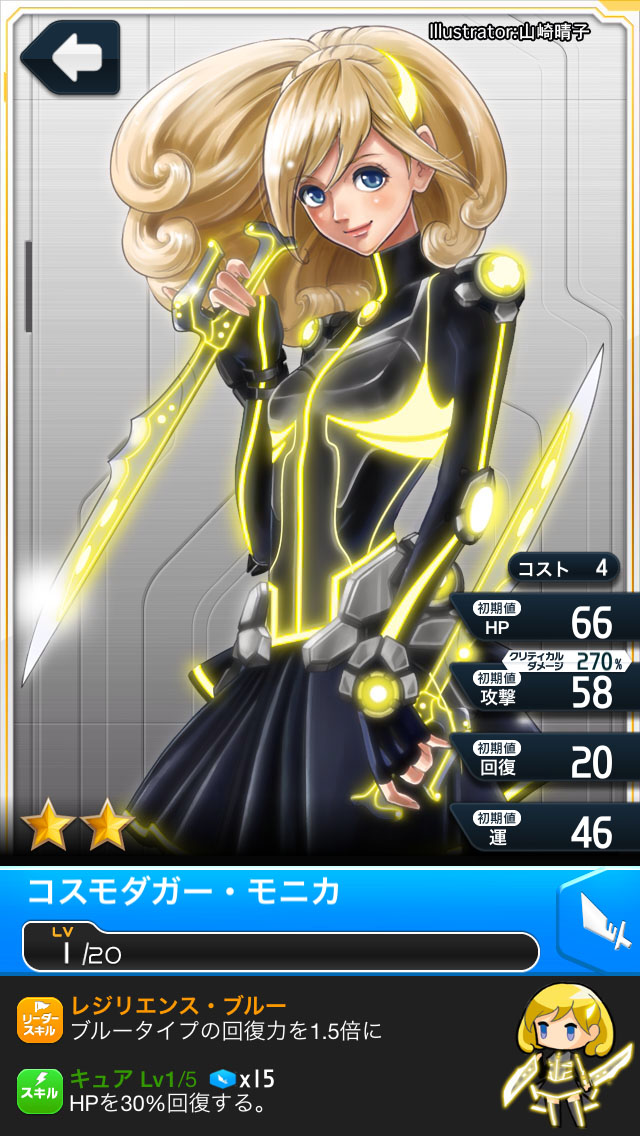 Illustrator:山崎晴子
コスト 4
初期値
HP 66
クリティカル
ダメージ 270%
初期値
攻撃 58
初期値
回復 20
初期値
運 46
コスモダガー・モニカ
LV
1/20
リーダー
スキル
レジリエンス・ブルー
ブルータイプの回復力を1.5倍に
スキル
キュア Lv1/5 x15
HPを30%回復する。